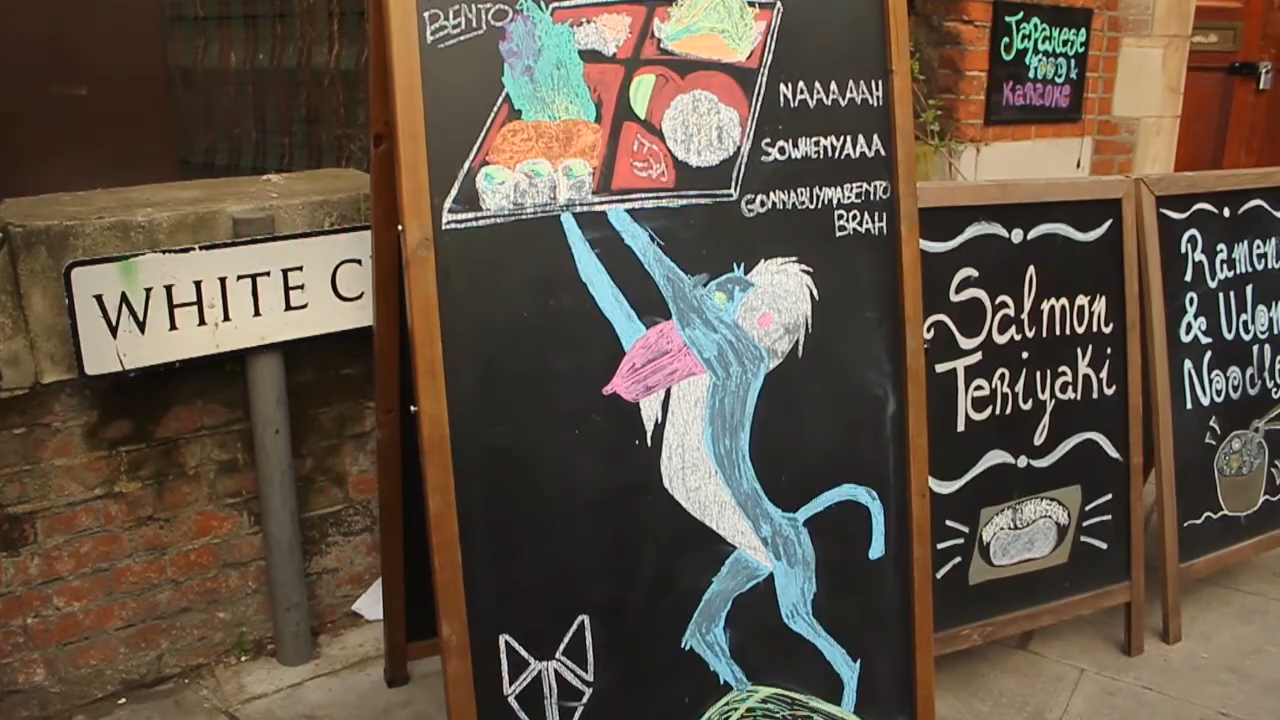 BENTO
NAAAAAH
SOWHENYAAA
GONNABUYMABENTO
BRAH
WHITE C
Japanese
Food &
Karaoke
Salmon
Teriyaki
Ramen
& Udon
Noodle